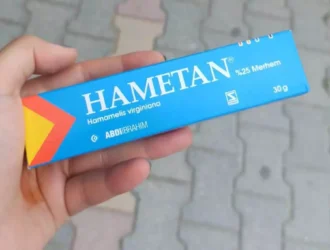 HAMETAN
%25 Merhem
Hamamelis virginiana
ABDİ İBRAHİM
30 g